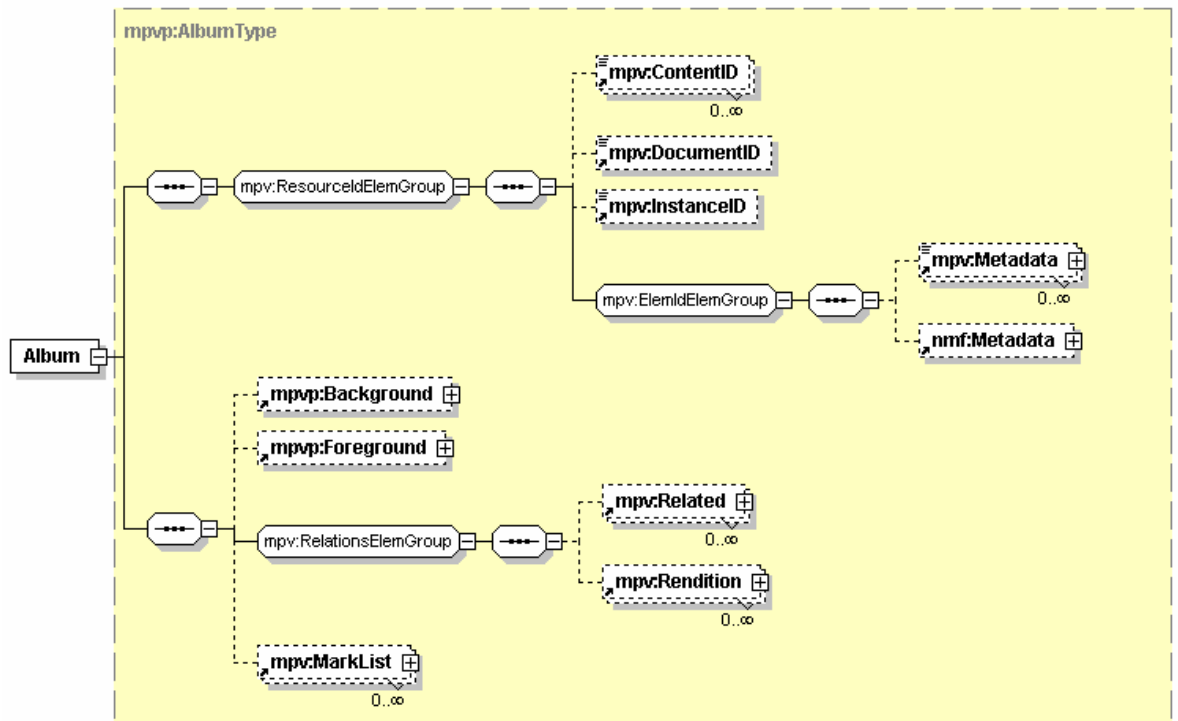 mpvp:AlbumType
mpv:ContentID
0..∞
mpv:DocumentID
mpv:ResourceIdElemGroup
mpv:InstanceID
mpv:Metadata
0..∞
mpv:ElemIdElemGroup
nmf:Metadata
Album
mpvp:Background
mpvp:Foreground
mpv:Related
0..∞
mpv:RelationsElemGroup
mpv:Rendition
0..∞
mpv:MarkList
0..∞